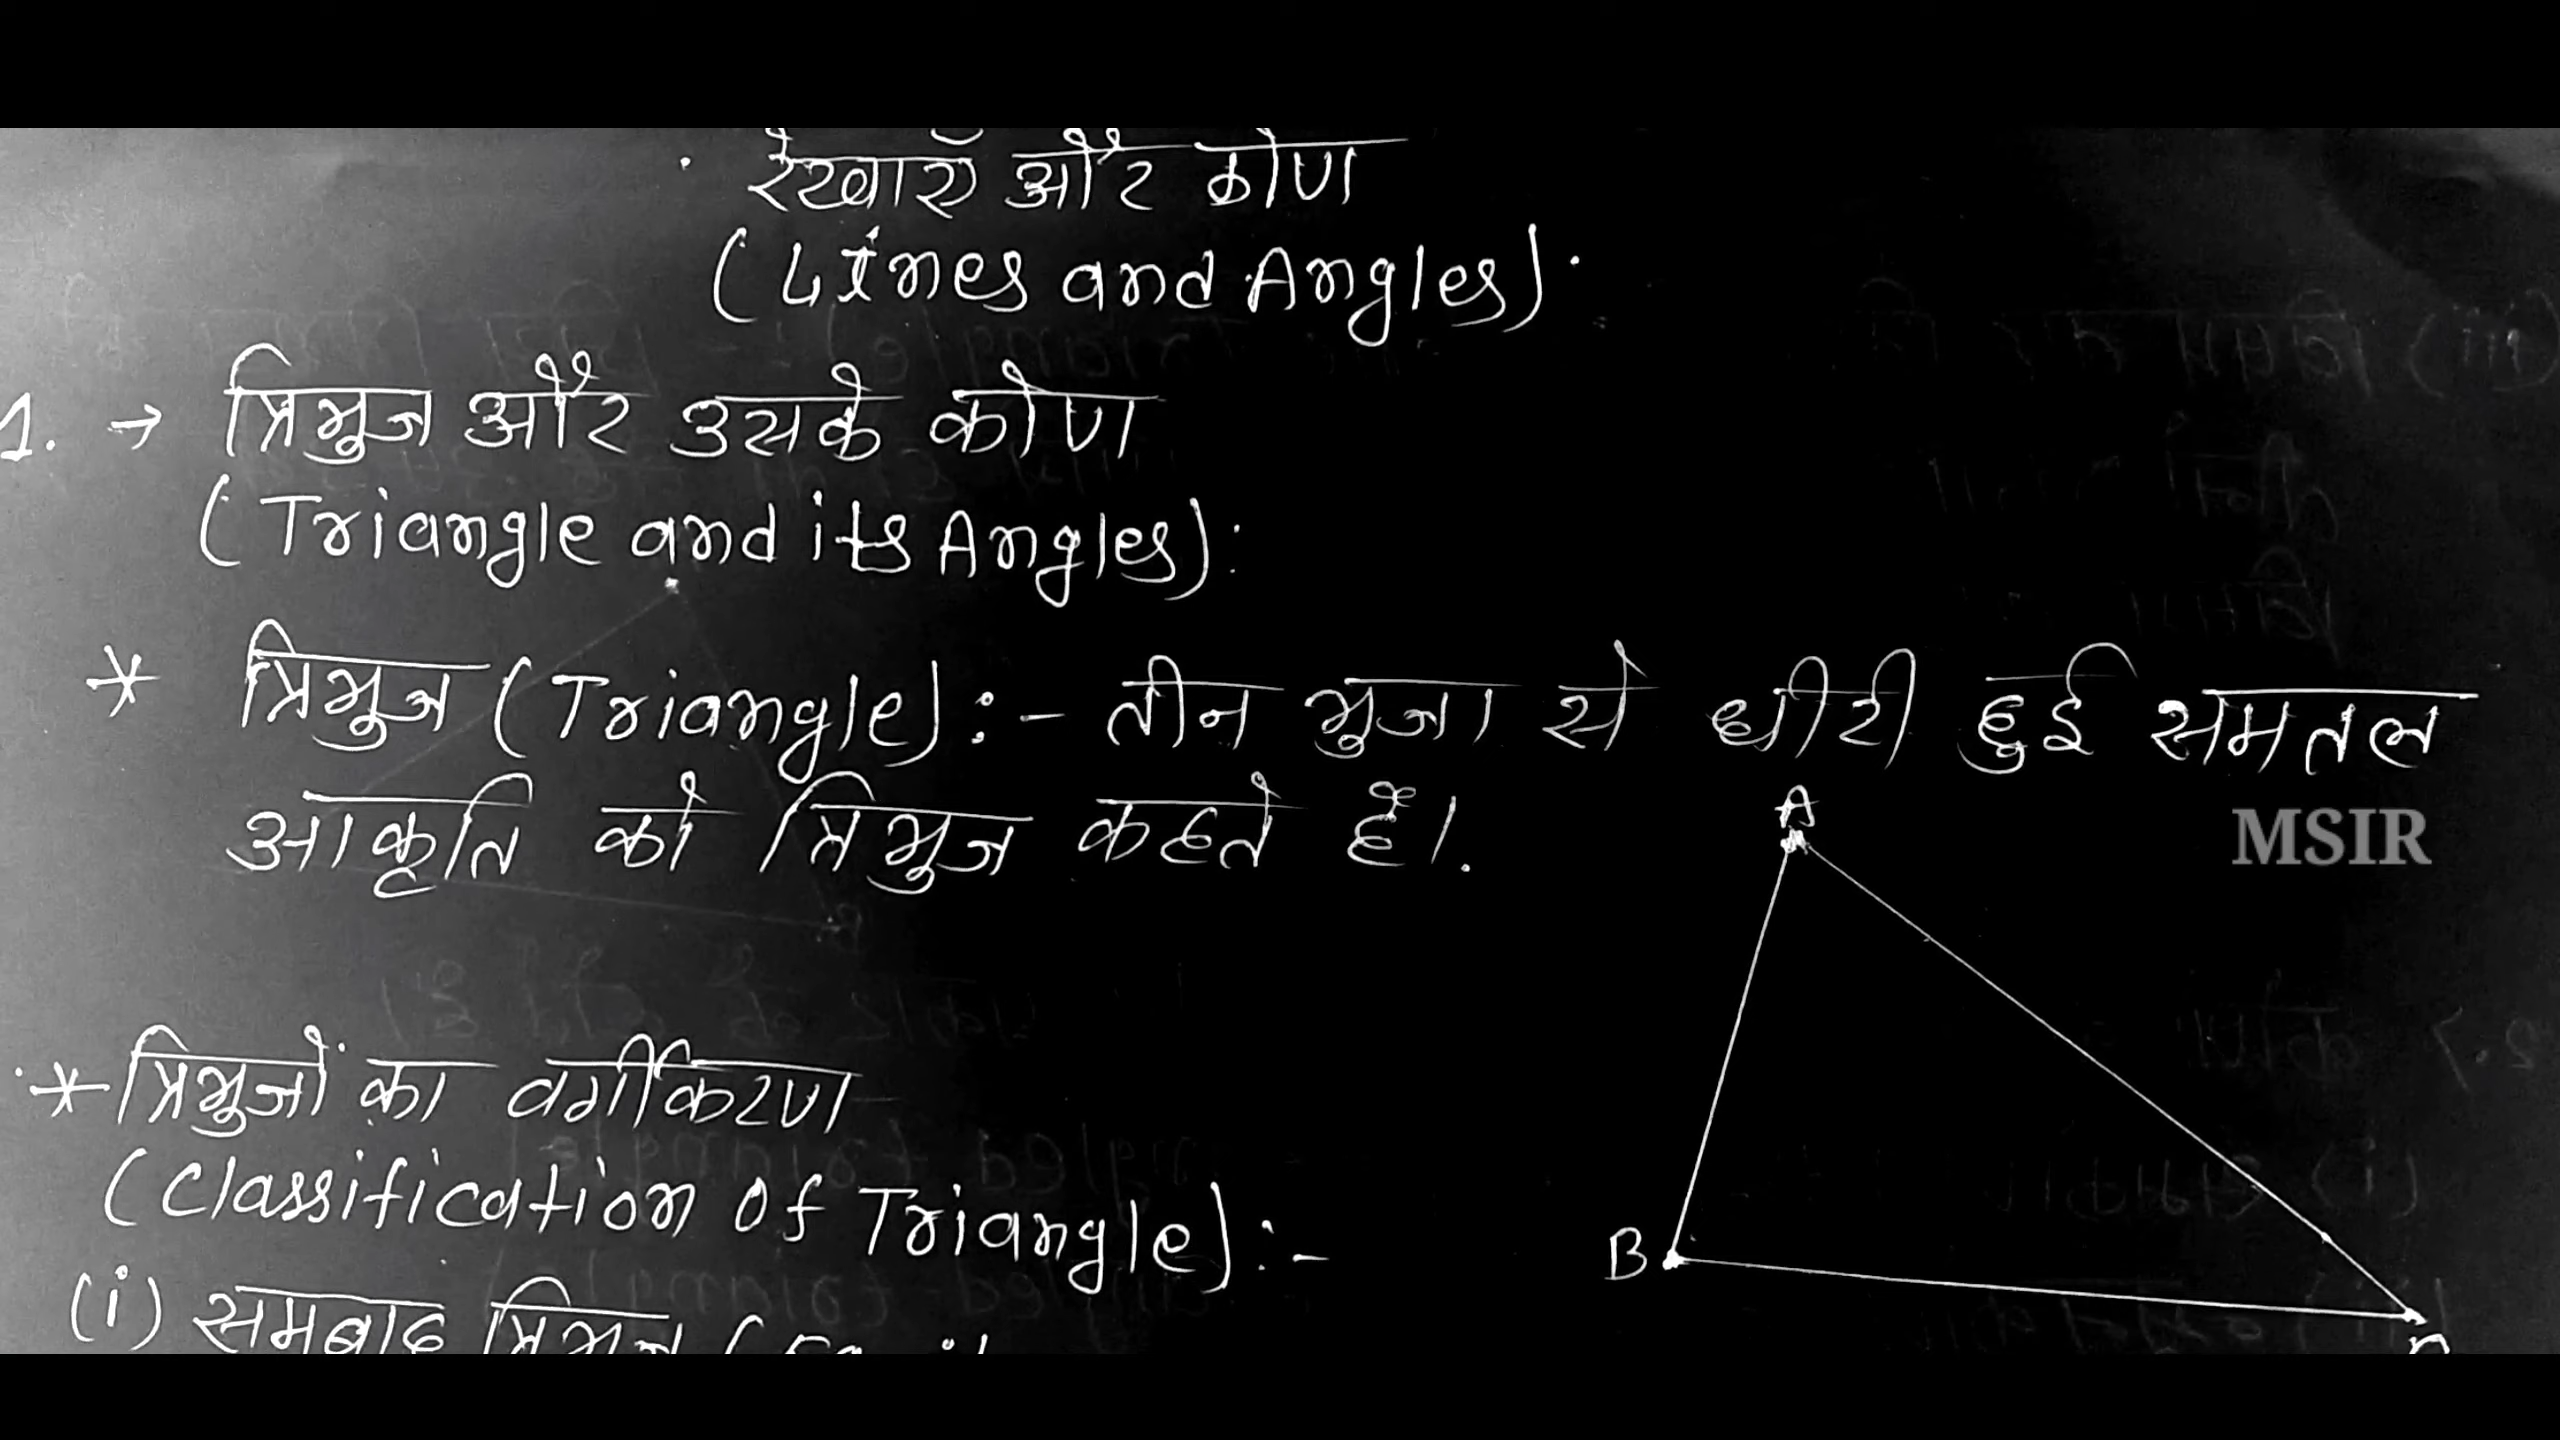 रेखाएँ और कोण
(Lines and Angles).
1. → त्रिभुज और उसके कोण
(Triangle and its Angles):
* त्रिभुज (Triangle):- तीन भुजा से घीरी हुई समतल
आकृति को त्रिभुज कहते हैं।.
MSIR
A
* त्रिभुजों का वर्गीकरण
(Classification of Triangle):-
B
(i) समबाहु त्रिभुज